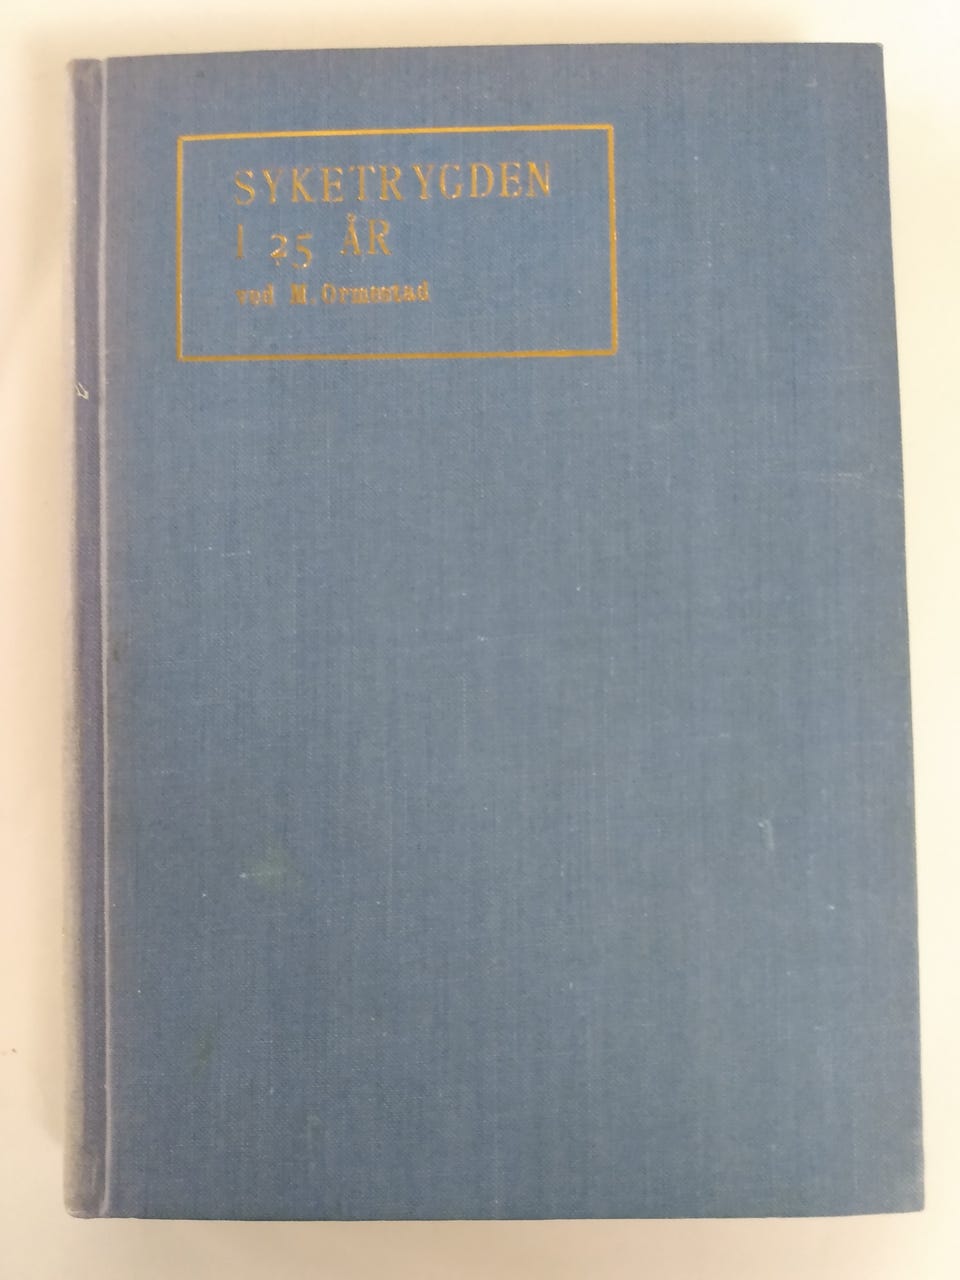 SYKETRYGDEN
I 25 ÅR
ved M. Ormestad